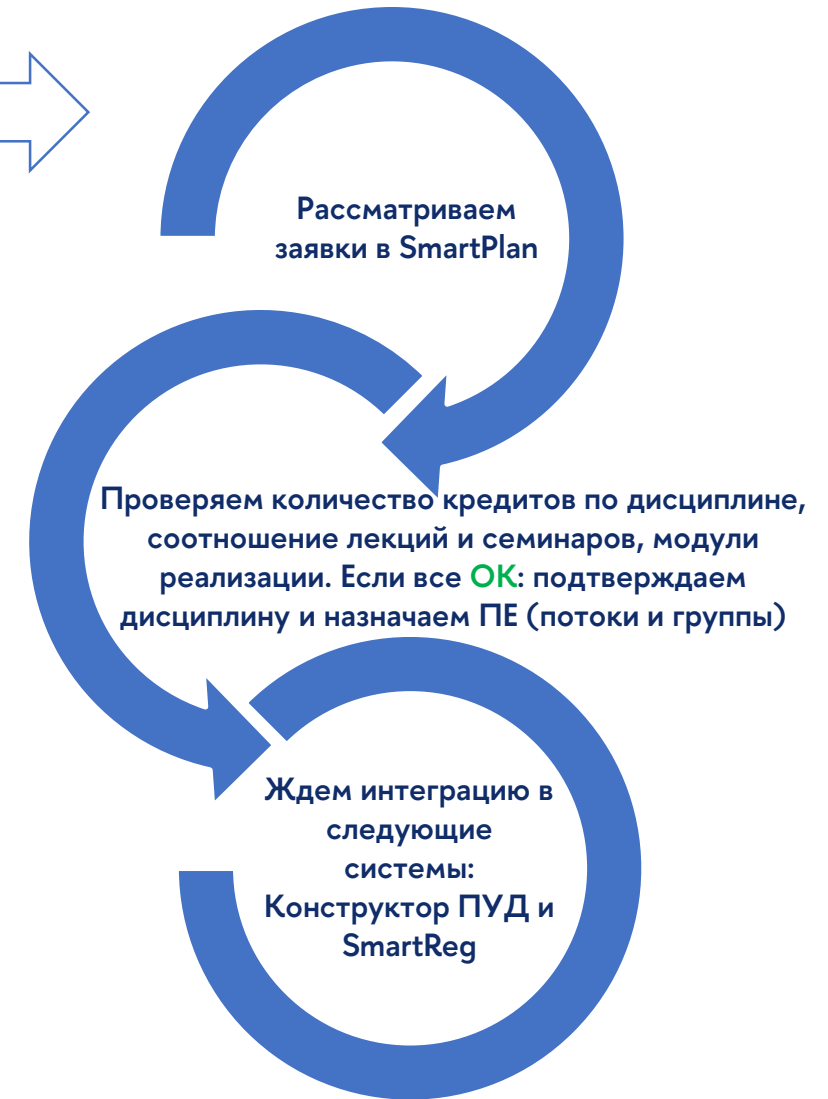 Рассматриваем
заявки в SmartPlan
Проверяем количество кредитов по дисциплине,
соотношение лекций и семинаров, модули
реализации. Если все ОК: подтверждаем
дисциплину и назначаем ПЕ (потоки и группы)
Ждем интеграцию в
следующие
системы:
Конструктор ПУД и
SmartReg